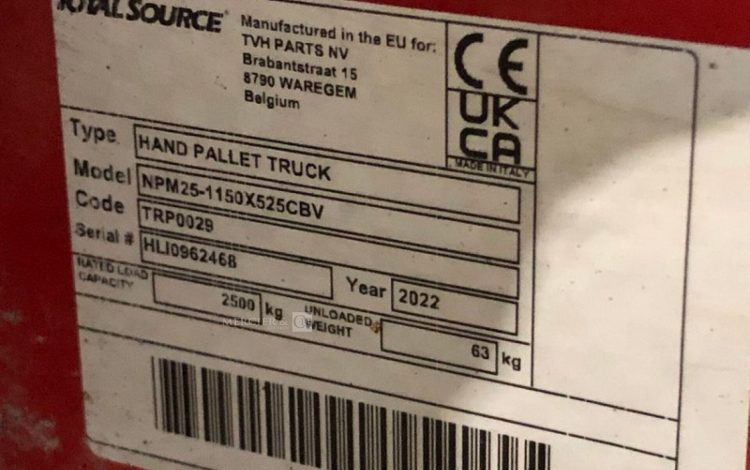 TOTALSOURCE®
Manufactured in the EU for:
TVH PARTS NV
Brabantstraat 15
8790 WAREGEM
Belgium
CE
UK
CA
MADE IN ITALY
Type HAND PALLET TRUCK
Model NPM25-1150X525CBV
Code TRP0029
Serial # HLI0962468
Year 2022
RATED LOAD
CAPACITY 2500 kg
UNLOADED
WEIGHT 63 kg
MERCIER &